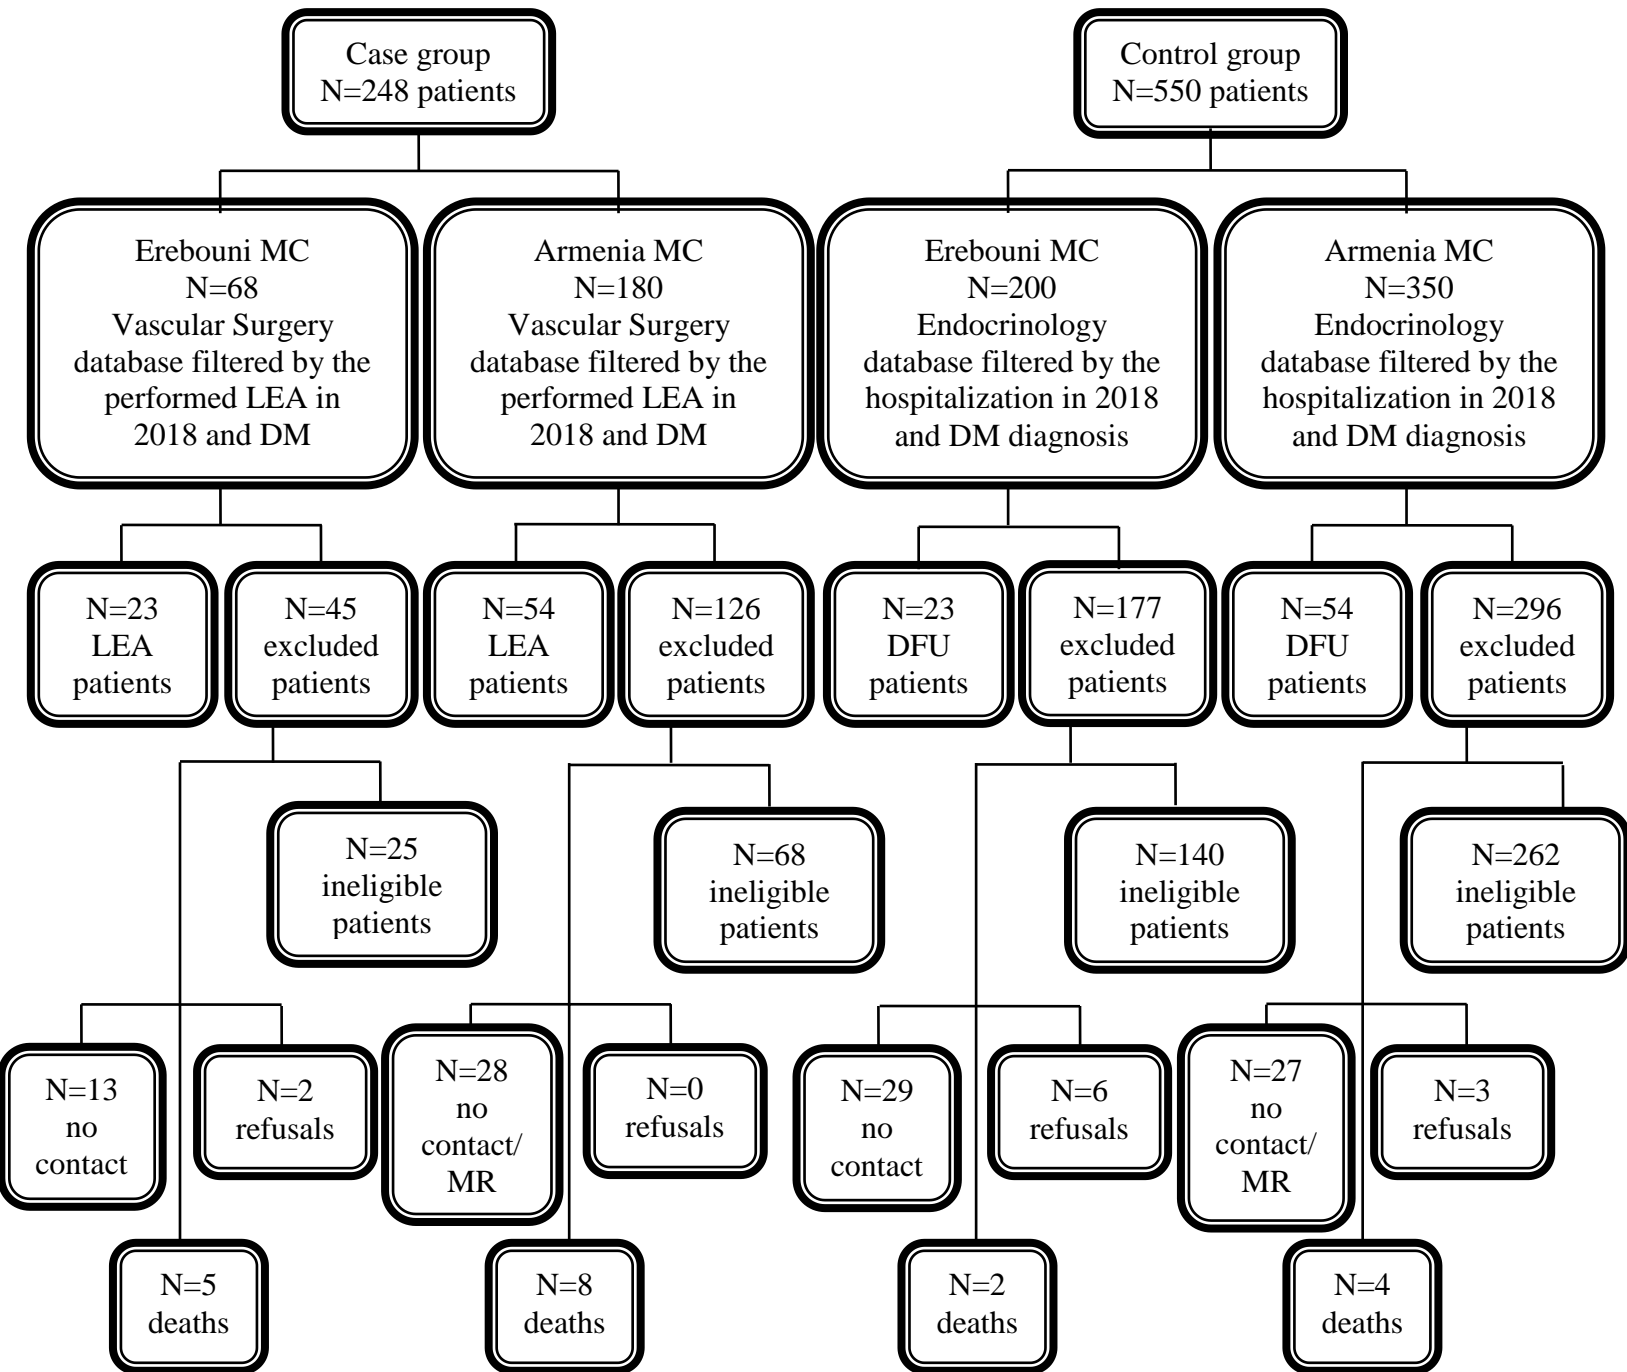 Case group
N=248 patients
Control group
N=550 patients
Erebouni MC
N=68
Vascular Surgery
database filtered by the
performed LEA in
2018 and DM
Armenia MC
N=180
Vascular Surgery
database filtered by the
performed LEA in
2018 and DM
Erebouni MC
N=200
Endocrinology
database filtered by the
hospitalization in 2018
and DM diagnosis
Armenia MC
N=350
Endocrinology
database filtered by the
hospitalization in 2018
and DM diagnosis
N=23
LEA
patients
N=45
excluded
patients
N=54
LEA
patients
N=126
excluded
patients
N=23
DFU
patients
N=177
excluded
patients
N=54
DFU
patients
N=296
excluded
patients
N=25
ineligible
patients
N=68
ineligible
patients
N=140
ineligible
patients
N=262
ineligible
patients
N=13
no
contact
N=2
refusals
N=28
no
contact/
MR
N=0
refusals
N=29
no
contact
N=6
refusals
N=27
no
contact/
MR
N=3
refusals
N=5
deaths
N=8
deaths
N=2
deaths
N=4
deaths